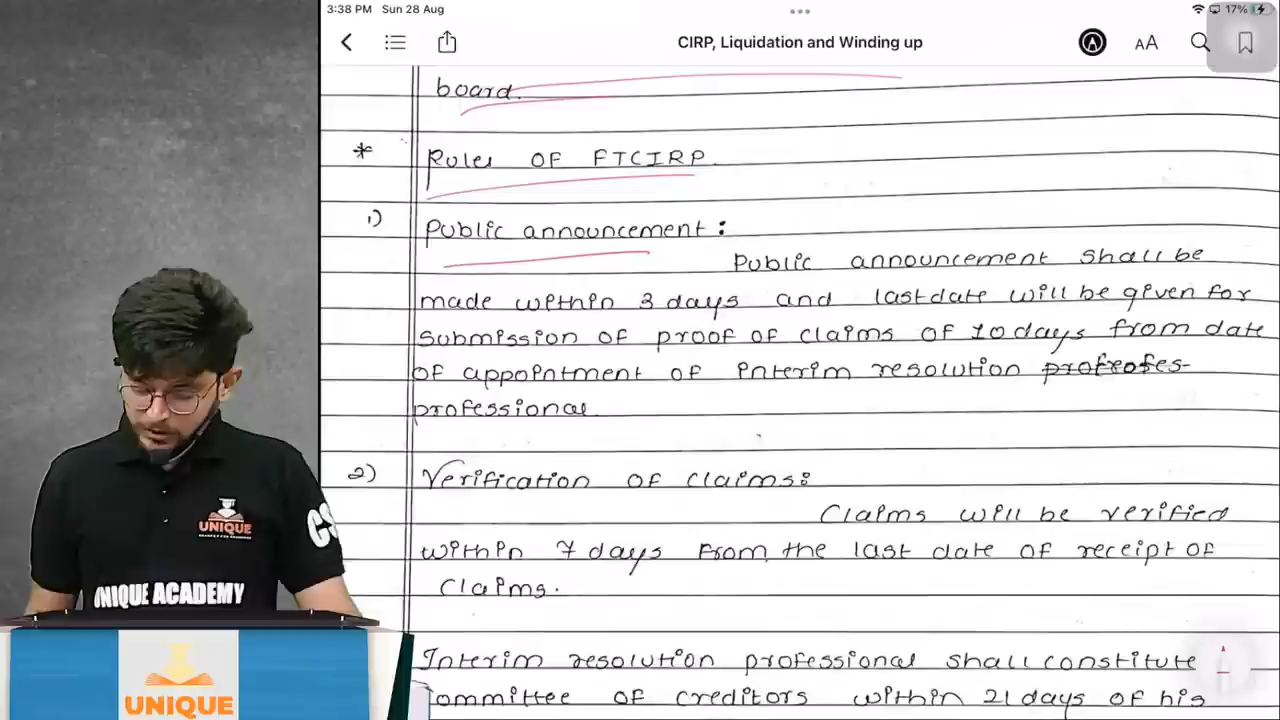 3:38 PM Sun 28 Aug
17%
CIRP, Liquidation and Winding up
AA
board.
* Rules OF FTCIRP.
1) Public announcement :
Public announcement shall be
made within 3 days and last date will be given for
submission of proof of claims of 10 days from date
of appointment of interim resolution
professional
2) Verification of claims:
Claims will be verified
within 7 days from the last date of receipt of
claims.
Interim resolution professional shall constitute
committee of creditors within 21 days of his
UNIQUE
CS
UNIQUE ACADEMY
UNIQUE